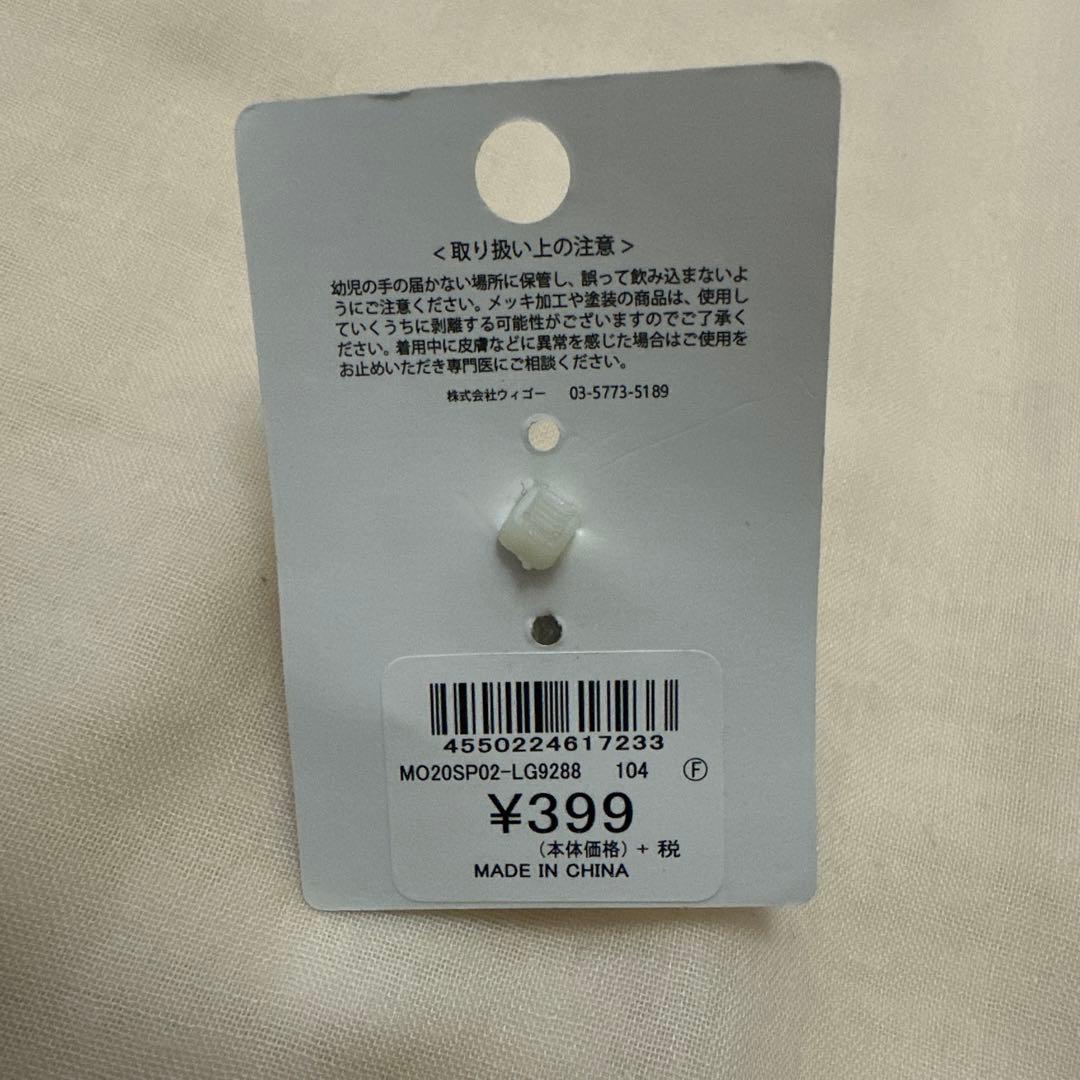 ＜取り扱い上の注意＞
幼児の手の届かない場所に保管し、誤って飲み込まないよ
うにご注意ください。メッキ加工や塗装の商品は、使用し
ていくうちに剥離する可能性がございますのでご了承く
ださい。着用中に皮膚などに異常を感じた場合はご使用を
お止めいただき専門医にご相談ください。
株式会社ウィゴー 03-5773-5189
4550224617233
MO20SP02-LG9288 104 Ⓕ
¥399
（本体価格）+ 税
MADE IN CHINA